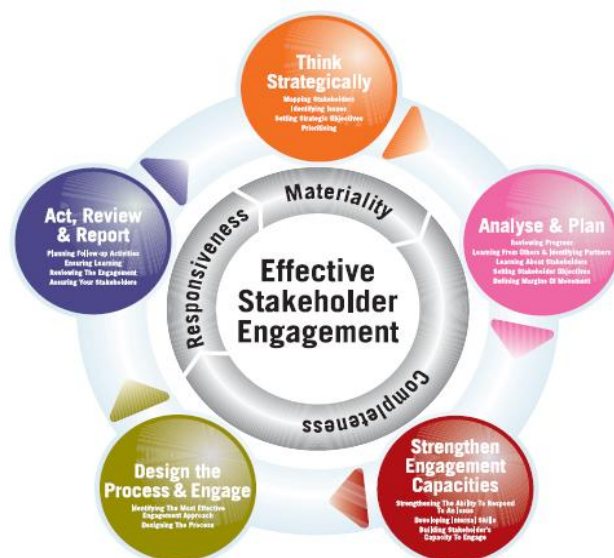 Think
Strategically
Mapping Stakeholders
Identifying Issues
Setting Strategic Objectives
Prioritising
Analyse & Plan
Reviewing Progress
Learning From Others & Identifying Partners
Learning About Stakeholders
Setting Stakeholder Objectives
Defining Margins Of Movement
Strengthen
Engagement
Capacities
Strengthening The Ability To Respond
To An Issue
Developing Internal Skills
Building Stakeholder's
Capacity To Engage
Design the
Process & Engage
Identifying The Most Effective
Engagement Approach
Designing The Process
Act, Review
& Report
Planning Follow-up Activities
Ensuring Learning
Reviewing The Engagement
Assuring Your Stakeholders
Materiality
Completeness
Responsiveness
Effective
Stakeholder
Engagement